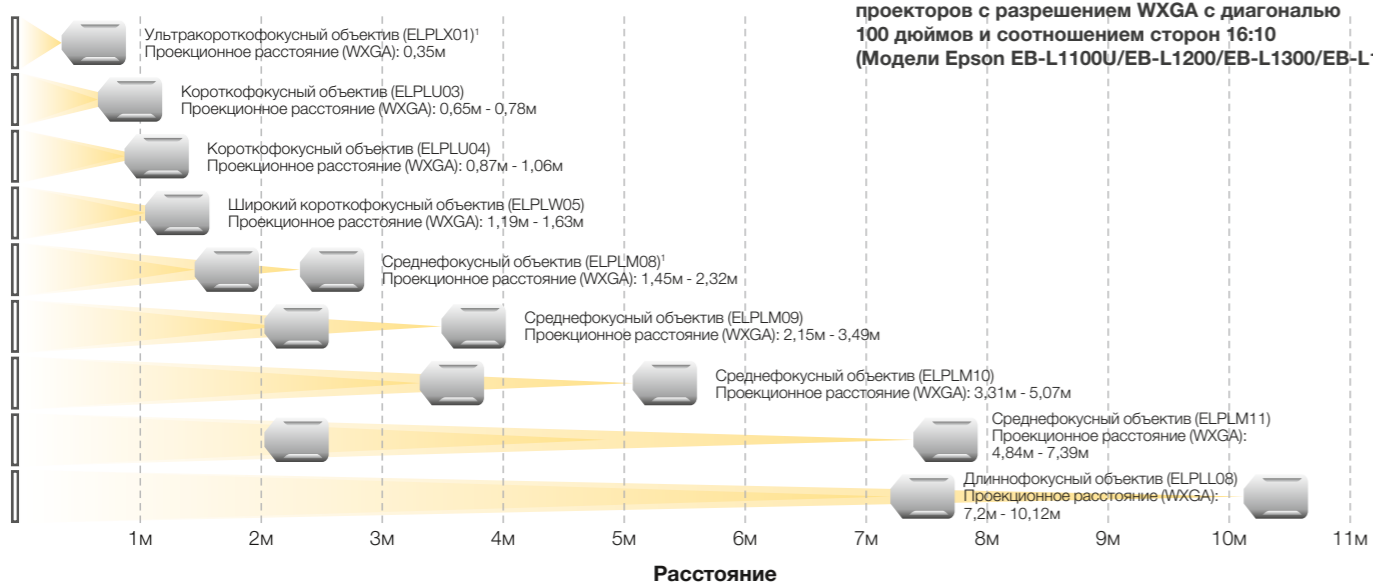 проекторов с разрешением WXGA с диагональю
100 дюймов и соотношением сторон 16:10
(Модели Epson EB-L1100U/EB-L1200/EB-L1300/EB-L1
Ультракороткофокусный объектив (ELPLX01)¹
Проекционное расстояние (WXGA): 0,35м
Короткофокусный объектив (ELPLU03)
Проекционное расстояние (WXGA): 0,65м - 0,78м
Короткофокусный объектив (ELPLU04)
Проекционное расстояние (WXGA): 0,87м - 1,06м
Широкий короткофокусный объектив (ELPLW05)
Проекционное расстояние (WXGA): 1,19м - 1,63м
Среднефокусный объектив (ELPLM08)¹
Проекционное расстояние (WXGA): 1,45м - 2,32м
Среднефокусный объектив (ELPLM09)
Проекционное расстояние (WXGA): 2,15м - 3,49м
Среднефокусный объектив (ELPLM10)
Проекционное расстояние (WXGA): 3,31м - 5,07м
Среднефокусный объектив (ELPLM11)
Проекционное расстояние (WXGA):
4,84м - 7,39м
Длиннофокусный объектив (ELPLL08)
Проекционное расстояние (WXGA):
7,2м - 10,12м
1м 2м 3м 4м 5м 6м 7м 8м 9м 10м 11м
Расстояние